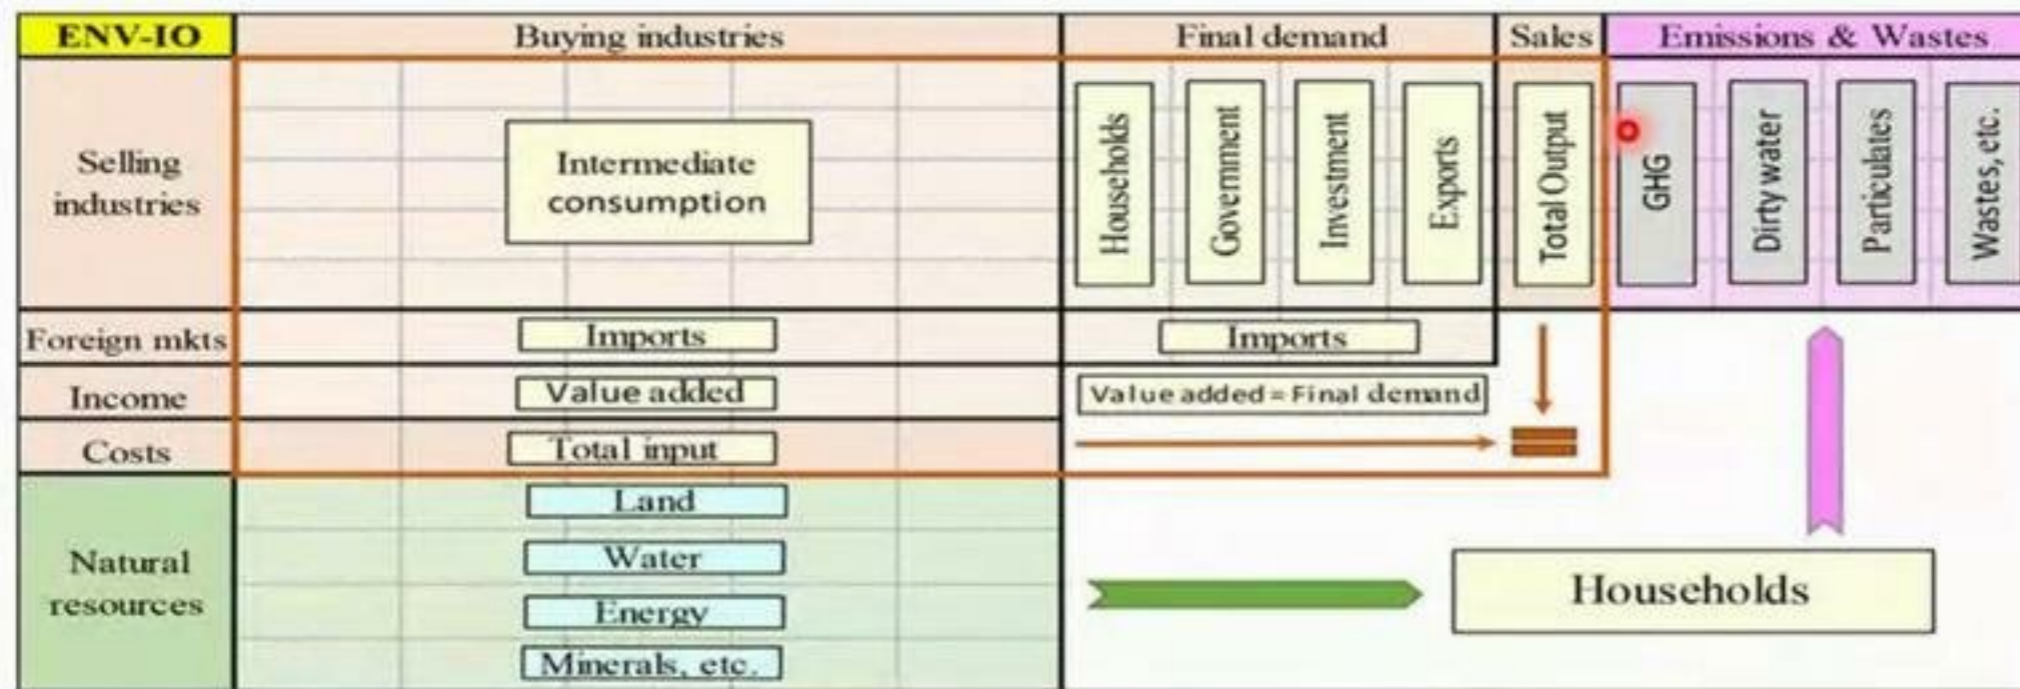 ENV-IO
Buying industries
Final demand
Sales
Emissions & Wastes
Selling
industries
Intermediate
consumption
Households
Government
Investment
Exports
Total Output
GHG
Dirty water
Particulates
Wastes, etc.
Foreign mkts
Imports
Imports
Income
Value added
Value added = Final demand
Costs
Total input
Natural
resources
Land
Water
Energy
Minerals, etc.
Households